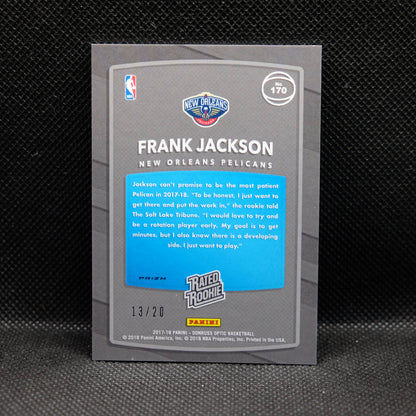 NBA
NEW ORLEANS
PELICANS
No.
170
FRANK JACKSON
NEW ORLEANS PELICANS
Jackson can't promise to be the most patient
Pelican in 2017-18. "To be honest, I just want to
get there and put the work in," the rookie told
The Salt Lake Tribune. "I would love to try and
be a rotation player early. My goal is to get
minutes, but I also know there is a developing
side. I just want to play."
PRIZM
RATED
ROOKIE
13/20
PANINI
2017-18 PANINI - DONRUSS OPTIC BASKETBALL
© 2018 Panini America, Inc. © 2018 NBA Properties, Inc. Printed in the USA.